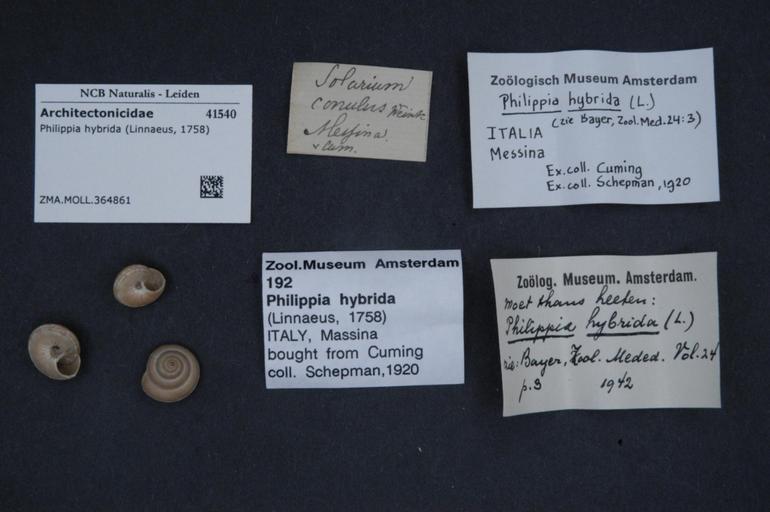 NCB Naturalis - Leiden
Architectonicidae 41540
Philippia hybrida (Linnaeus, 1758)
ZMA.MOLL.364861
Solarium
conulus Weink
Messina.
v Cum.
Zoölogisch Museum Amsterdam
Philippia hybrida (L.)
(zie Bayer, Zool. Med. 24:3)
ITALIA
Messina
Ex. coll. Cuming
Ex. coll. Schepman, 1920
Zool.Museum Amsterdam
192
Philippia hybrida
(Linnaeus, 1758)
ITALY, Massina
bought from Cuming
coll. Schepman,1920
Zoölog. Museum. Amsterdam.
moet thans heeten:
Philippia hybrida (L.)
zie: Bayer, Zool. Meded. Vol. 24
p. 3 1942